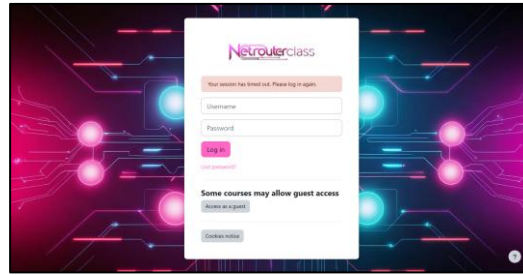 Netrouterclass
Your session has timed out. Please log in again.
Username
Password
Log in
Lost password?
Some courses may allow guest access
Access as a guest
Cookies notice
?